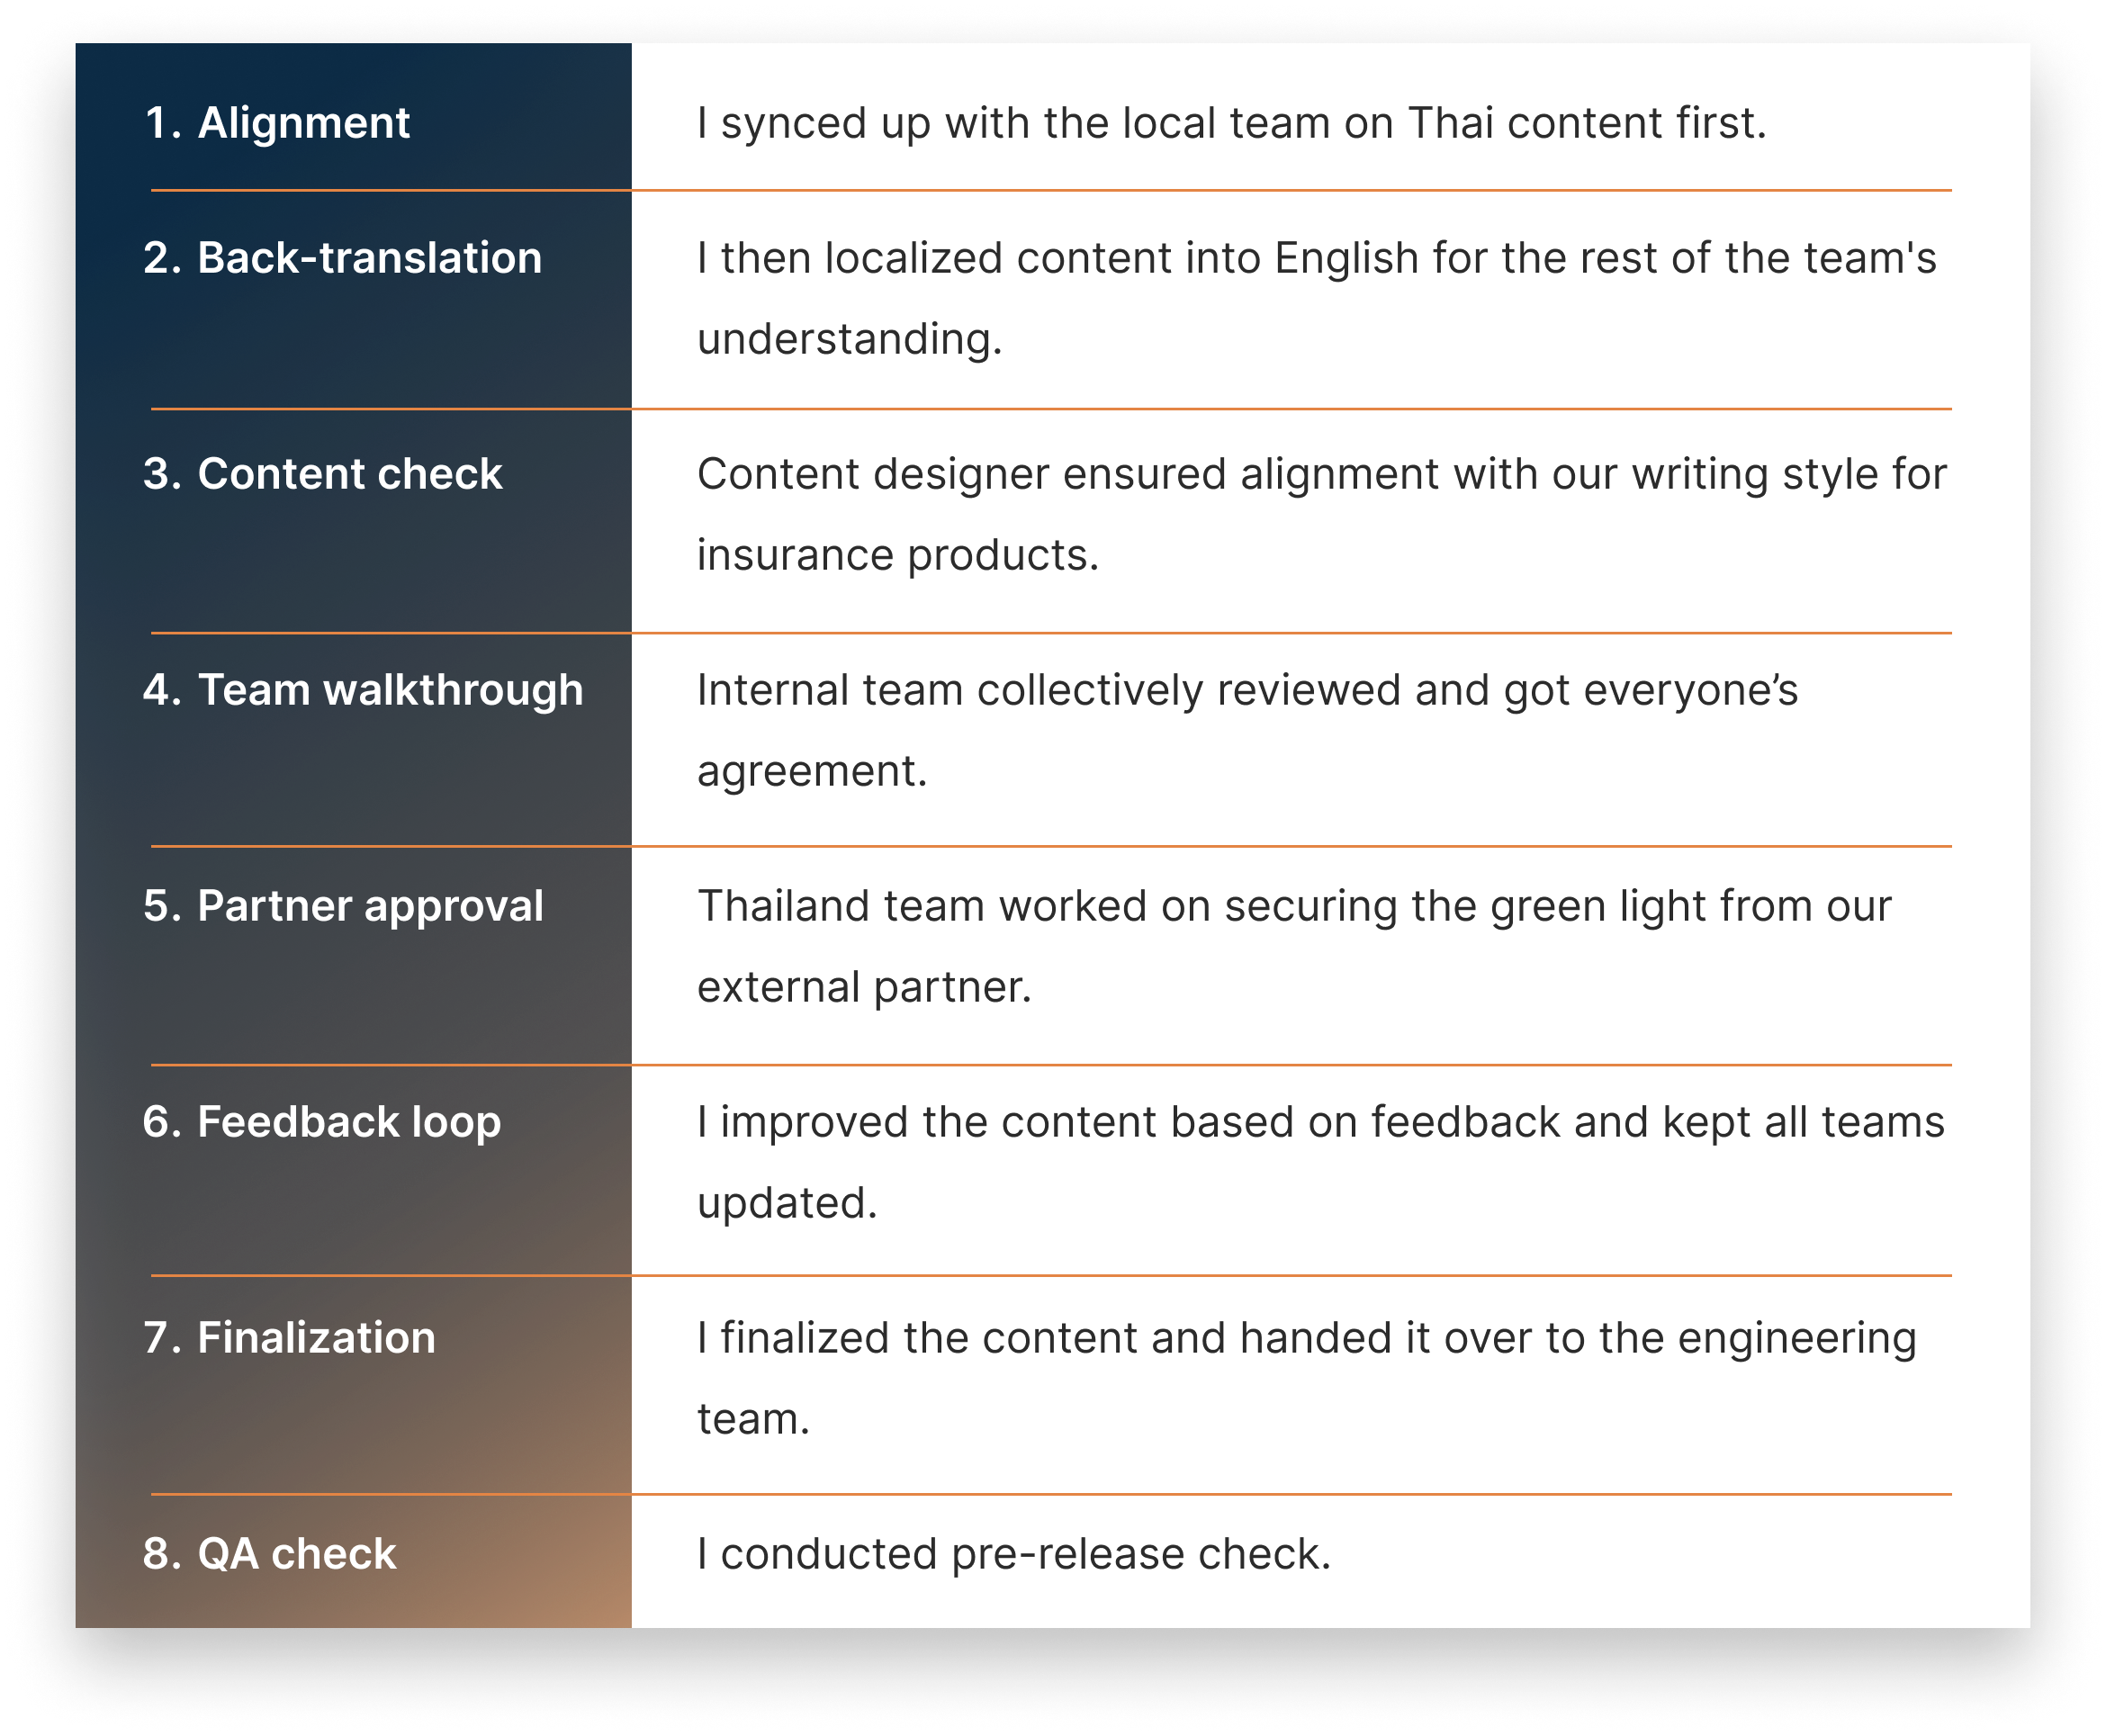 1. Alignment
I synced up with the local team on Thai content first.
2. Back-translation
I then localized content into English for the rest of the team's
understanding.
3. Content check
Content designer ensured alignment with our writing style for
insurance products.
4. Team walkthrough
Internal team collectively reviewed and got everyone’s
agreement.
5. Partner approval
Thailand team worked on securing the green light from our
external partner.
6. Feedback loop
I improved the content based on feedback and kept all teams
updated.
7. Finalization
I finalized the content and handed it over to the engineering
team.
8. QA check
I conducted pre-release check.